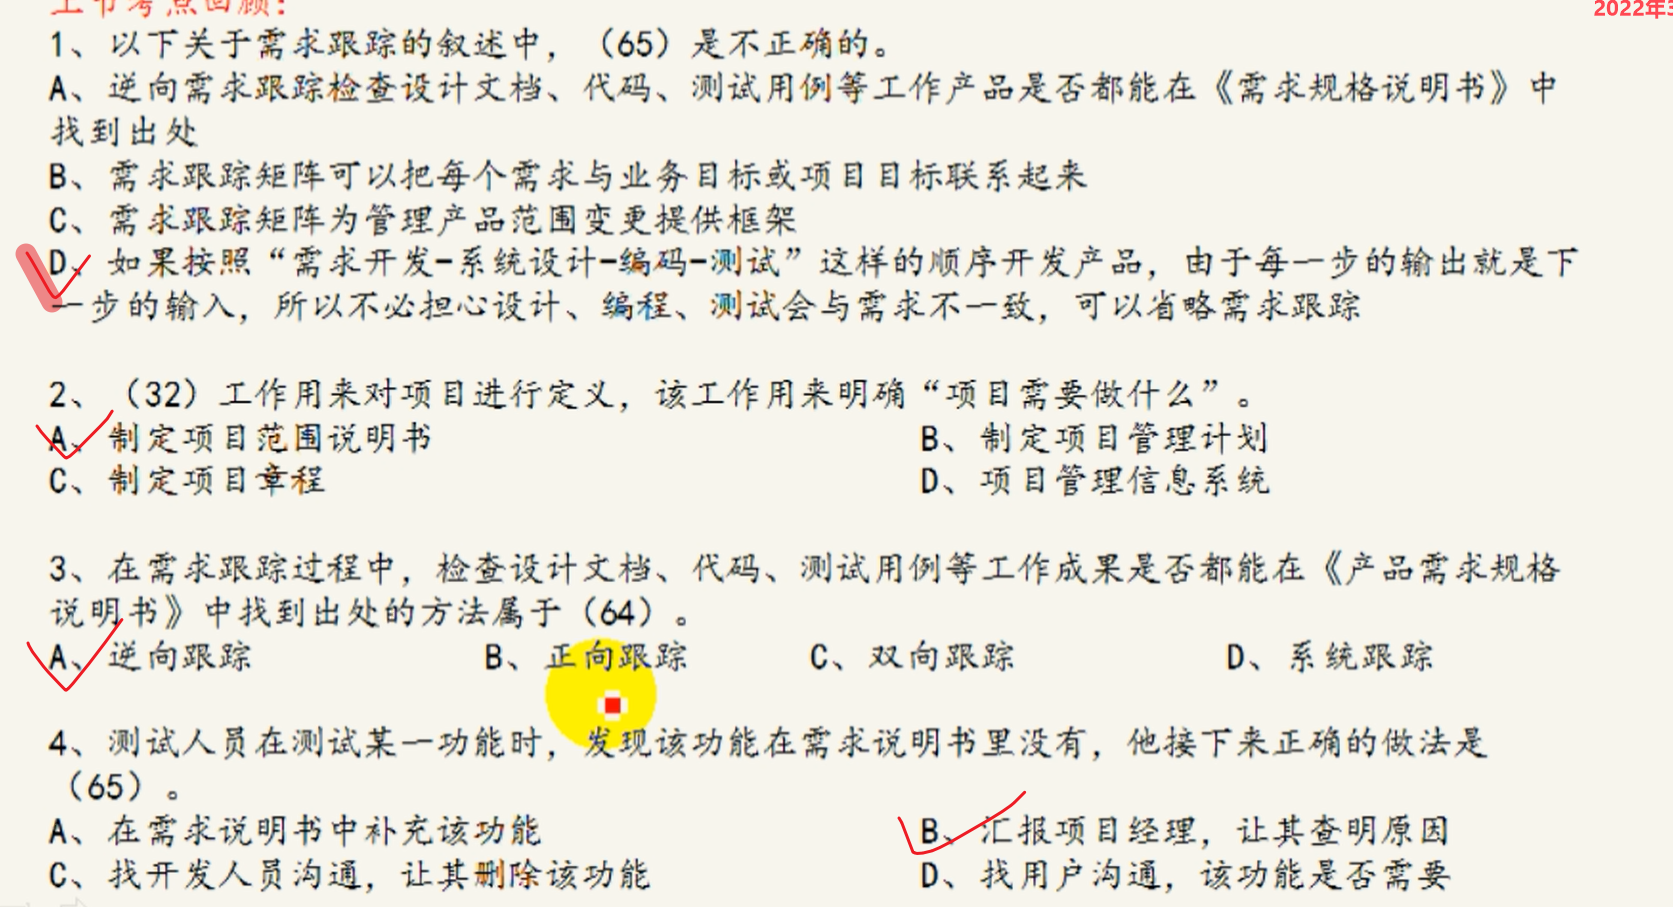 上节考点回顾：
2022年3
1、以下关于需求跟踪的叙述中，（65）是不正确的。
A、逆向需求跟踪检查设计文档、代码、测试用例等工作产品是否都能在《需求规格说明书》中
找到出处
B、需求跟踪矩阵可以把每个需求与业务目标或项目目标联系起来
C、需求跟踪矩阵为管理产品范围变更提供框架
D、如果按照“需求开发-系统设计-编码-测试”这样的顺序开发产品，由于每一步的输出就是下
一步的输入，所以不必担心设计、编程、测试会与需求不一致，可以省略需求跟踪
2、（32）工作用来对项目进行定义，该工作用来明确“项目需要做什么”。
A、制定项目范围说明书 B、制定项目管理计划
C、制定项目章程 D、项目管理信息系统
3、在需求跟踪过程中，检查设计文档、代码、测试用例等工作成果是否都能在《产品需求规格
说明书》中找到出处的方法属于（64）。
A、逆向跟踪 B、正向跟踪 C、双向跟踪 D、系统跟踪
4、测试人员在测试某一功能时，发现该功能在需求说明书里没有，他接下来正确的做法是
（65）。
A、在需求说明书中补充该功能 B、汇报项目经理，让其查明原因
C、找开发人员沟通，让其删除该功能 D、找用户沟通，该功能是否需要